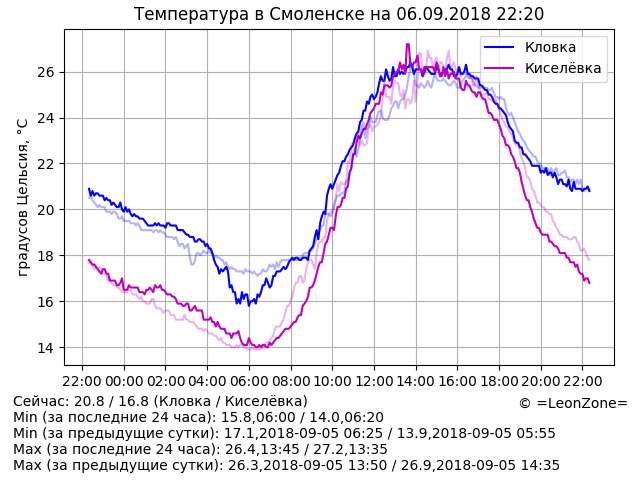 Температура в Смоленске на 06.09.2018 22:20
Кловка
Киселёвка
градусов Цельсия, °C
26
24
22
20
18
16
14
22:00 00:00 02:00 04:00 06:00 08:00 10:00 12:00 14:00 16:00 18:00 20:00 22:00
Сейчас: 20.8 / 16.8 (Кловка / Киселёвка)
© =LeonZone=
Min (за последние 24 часа): 15.8,06:00 / 14.0,06:20
Min (за предыдущие сутки): 17.1,2018-09-05 06:25 / 13.9,2018-09-05 05:55
Max (за последние 24 часа): 26.4,13:45 / 27.2,13:35
Max (за предыдущие сутки): 26.3,2018-09-05 13:50 / 26.9,2018-09-05 14:35